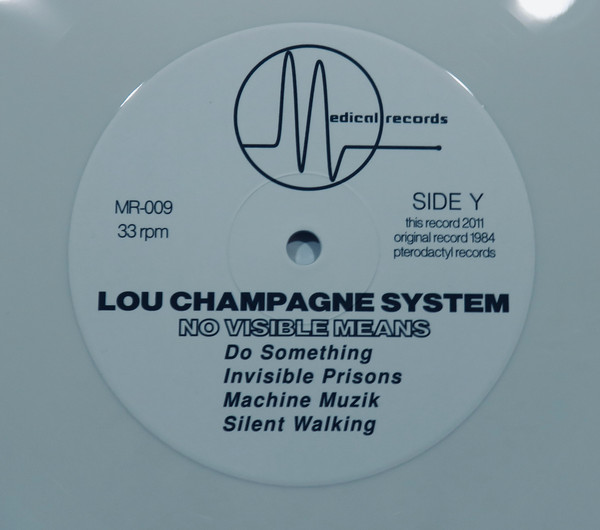 Medical records
MR-009
33 rpm
SIDE Y
this record 2011
original record 1984
pterodactyl records
LOU CHAMPAGNE SYSTEM
NO VISIBLE MEANS
Do Something
Invisible Prisons
Machine Muzik
Silent Walking